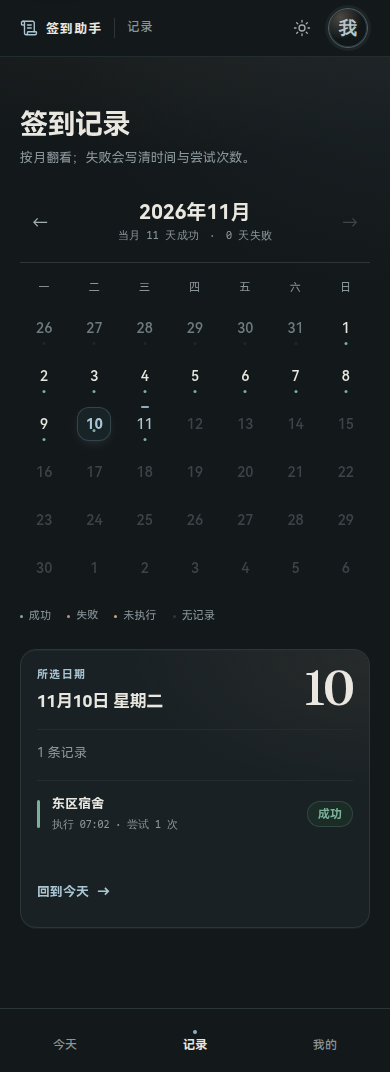 签到助手 记录 我
签到记录
按月翻看；失败会写清时间与尝试次数。
← 2026年11月 →
当月 11 天成功 · 0 天失败
一 二 三 四 五 六 日
26 27 28 29 30 31 1
2 3 4 5 6 7 8
9 10 11 12 13 14 15
16 17 18 19 20 21 22
23 24 25 26 27 28 29
30 1 2 3 4 5 6
成功 失败 未执行 无记录
所选日期 10
11月10日 星期二
1 条记录
东区宿舍 成功
执行 07:02 · 尝试 1 次
回到今天 →
今天 记录 我的